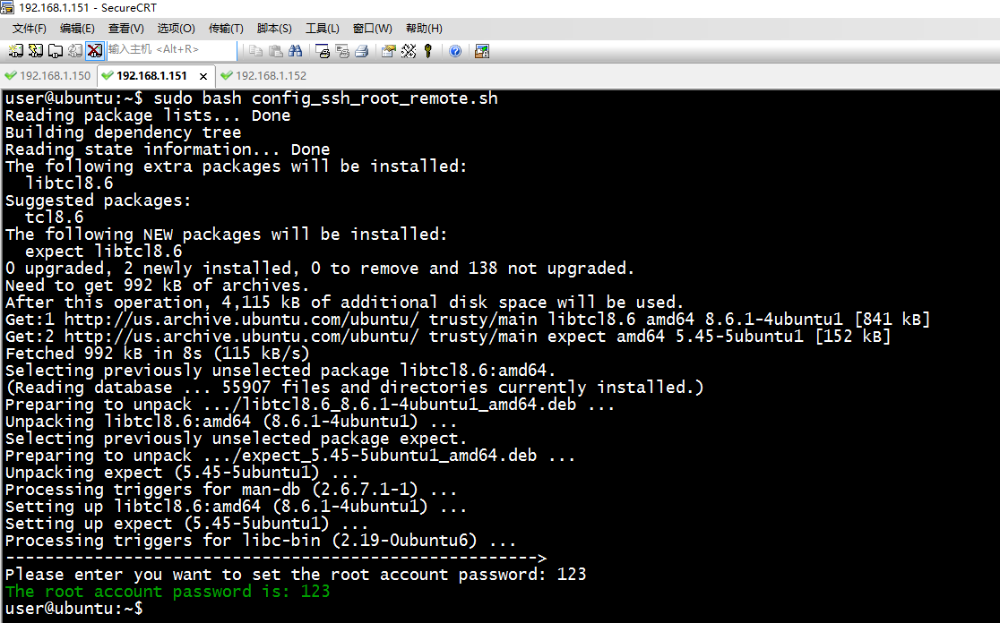 192.168.1.151 - SecureCRT
文件(F) 编辑(E) 查看(V) 选项(O) 传输(T) 脚本(S) 工具(L) 窗口(W) 帮助(H)
输入主机 <Alt+R>
192.168.1.150 192.168.1.151 × 192.168.1.152
user@ubuntu:~$ sudo bash config_ssh_root_remote.sh
Reading package lists... Done
Building dependency tree
Reading state information... Done
The following extra packages will be installed:
  libtcl8.6
Suggested packages:
  tcl8.6
The following NEW packages will be installed:
  expect libtcl8.6
0 upgraded, 2 newly installed, 0 to remove and 138 not upgraded.
Need to get 992 kB of archives.
After this operation, 4,115 kB of additional disk space will be used.
Get:1 http://us.archive.ubuntu.com/ubuntu/ trusty/main libtcl8.6 amd64 8.6.1-4ubuntu1 [841 kB]
Get:2 http://us.archive.ubuntu.com/ubuntu/ trusty/main expect amd64 5.45-5ubuntu1 [152 kB]
Fetched 992 kB in 8s (115 kB/s)
Selecting previously unselected package libtcl8.6:amd64.
(Reading database ... 55907 files and directories currently installed.)
Preparing to unpack .../libtcl8.6_8.6.1-4ubuntu1_amd64.deb ...
Unpacking libtcl8.6:amd64 (8.6.1-4ubuntu1) ...
Selecting previously unselected package expect.
Preparing to unpack .../expect_5.45-5ubuntu1_amd64.deb ...
Unpacking expect (5.45-5ubuntu1) ...
Processing triggers for man-db (2.6.7.1-1) ...
Setting up libtcl8.6:amd64 (8.6.1-4ubuntu1) ...
Setting up expect (5.45-5ubuntu1) ...
Processing triggers for libc-bin (2.19-0ubuntu6) ...
------------------------------------------------------>
Please enter you want to set the root account password: 123
The root account password is: 123
user@ubuntu:~$